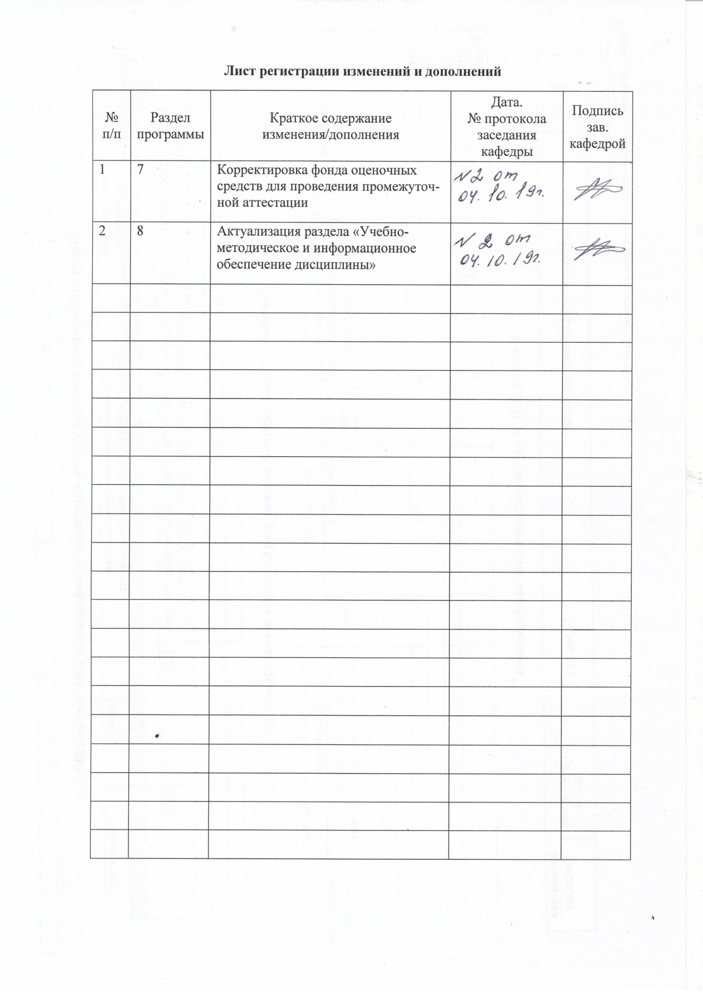 Лист регистрации изменений и дополнений
№
п/п
Раздел
программы
Краткое содержание
изменения/дополнения
Дата.
№ протокола
заседания
кафедры
Подпись
зав.
кафедрой
1
7
Корректировка фонда оценочных
средств для проведения промежуточ-
ной аттестации
N2 от
04.10.19г.
2
8
Актуализация раздела «Учебно-
методическое и информационное
обеспечение дисциплины»
N 2 от
04.10.19г.